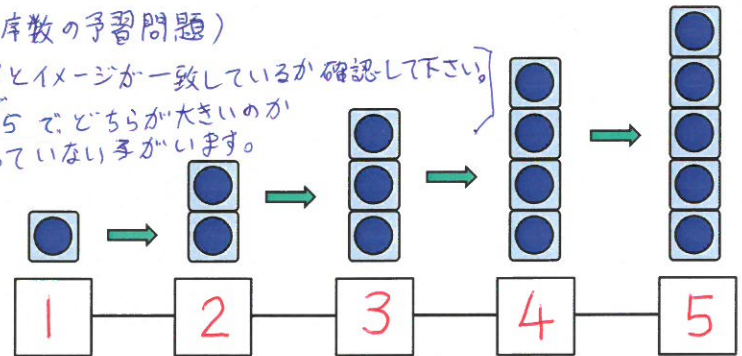 序数の予習問題)
とイメージが一致しているか確認して下さい。
5で、どちらが大きいのか
っていない子がいます。
1 2 3 4 5